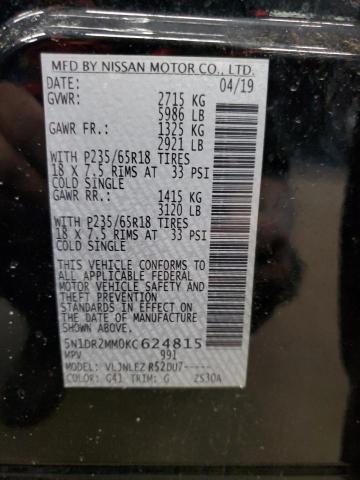 MFD BY NISSAN MOTOR CO., LTD.
DATE: 04/19
GVWR: 2715 KG
5986 LB
GAWR FR.: 1325 KG
2921 LB
WITH P235/65R18 TIRES
18 X 7.5 RIMS AT 33 PSI
COLD SINGLE
GAWR RR.: 1415 KG
3120 LB
WITH P235/65R18 TIRES
18 X 7.5 RIMS AT 33 PSI
COLD SINGLE
THIS VEHICLE CONFORMS TO
ALL APPLICABLE FEDERAL
MOTOR VEHICLE SAFETY AND
THEFT PREVENTION
STANDARDS IN EFFECT ON
THE DATE OF MANUFACTURE
SHOWN ABOVE.
5N1DR2MM0KC624815
MPV 991
MODEL: VLJNLEZ R52DU7-----
COLOR: G41 TRIM: G ZS30A